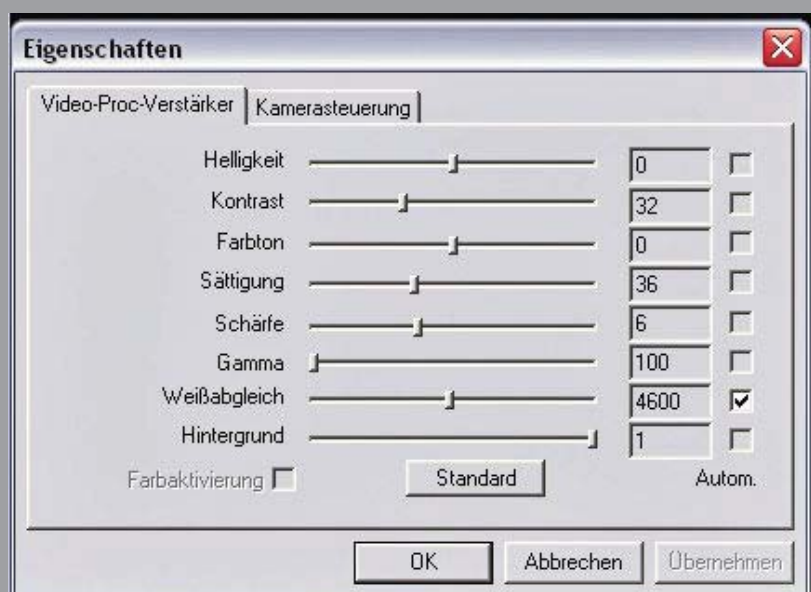 Eigenschaften
Video-Proc-Verstärker Kamerasteuerung
Helligkeit 0
Kontrast 32
Farbton 0
Sättigung 36
Schärfe 6
Gamma 100
Weißabgleich 4600
Hintergrund 1
Farbaktivierung Standard Autom.
OK Abbrechen Übernehmen